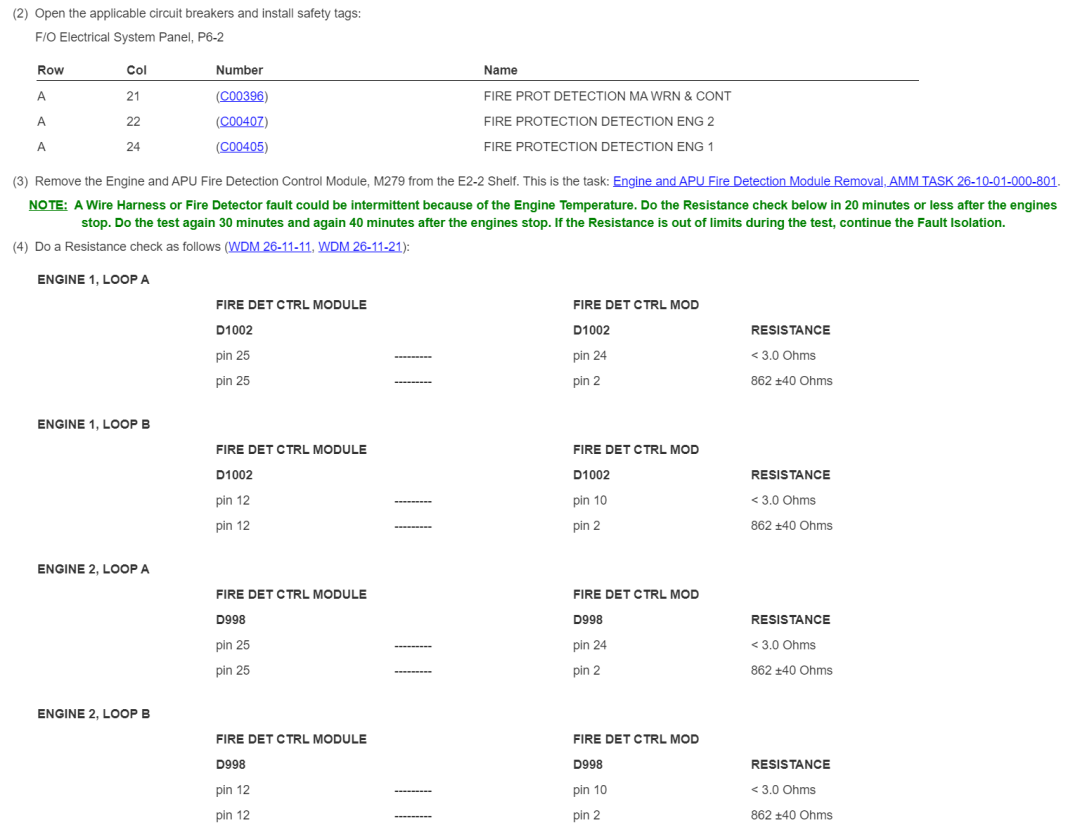 (2) Open the applicable circuit breakers and install safety tags:
F/O Electrical System Panel, P6-2
Row Col Number Name
A 21 (C00396) FIRE PROT DETECTION MA WRN & CONT
A 22 (C00407) FIRE PROTECTION DETECTION ENG 2
A 24 (C00405) FIRE PROTECTION DETECTION ENG 1
(3) Remove the Engine and APU Fire Detection Control Module, M279 from the E2-2 Shelf. This is the task: Engine and APU Fire Detection Module Removal, AMM TASK 26-10-01-000-801.
NOTE: A Wire Harness or Fire Detector fault could be intermittent because of the Engine Temperature. Do the Resistance check below in 20 minutes or less after the engines
stop. Do the test again 30 minutes and again 40 minutes after the engines stop. If the Resistance is out of limits during the test, continue the Fault Isolation.
(4) Do a Resistance check as follows (WDM 26-11-11, WDM 26-11-21):
ENGINE 1, LOOP A
FIRE DET CTRL MODULE FIRE DET CTRL MOD
D1002 D1002 RESISTANCE
pin 25 --------- pin 24 < 3.0 Ohms
pin 25 --------- pin 2 862 ±40 Ohms
ENGINE 1, LOOP B
FIRE DET CTRL MODULE FIRE DET CTRL MOD
D1002 D1002 RESISTANCE
pin 12 --------- pin 10 < 3.0 Ohms
pin 12 --------- pin 2 862 ±40 Ohms
ENGINE 2, LOOP A
FIRE DET CTRL MODULE FIRE DET CTRL MOD
D998 D998 RESISTANCE
pin 25 --------- pin 24 < 3.0 Ohms
pin 25 --------- pin 2 862 ±40 Ohms
ENGINE 2, LOOP B
FIRE DET CTRL MODULE FIRE DET CTRL MOD
D998 D998 RESISTANCE
pin 12 --------- pin 10 < 3.0 Ohms
pin 12 --------- pin 2 862 ±40 Ohms